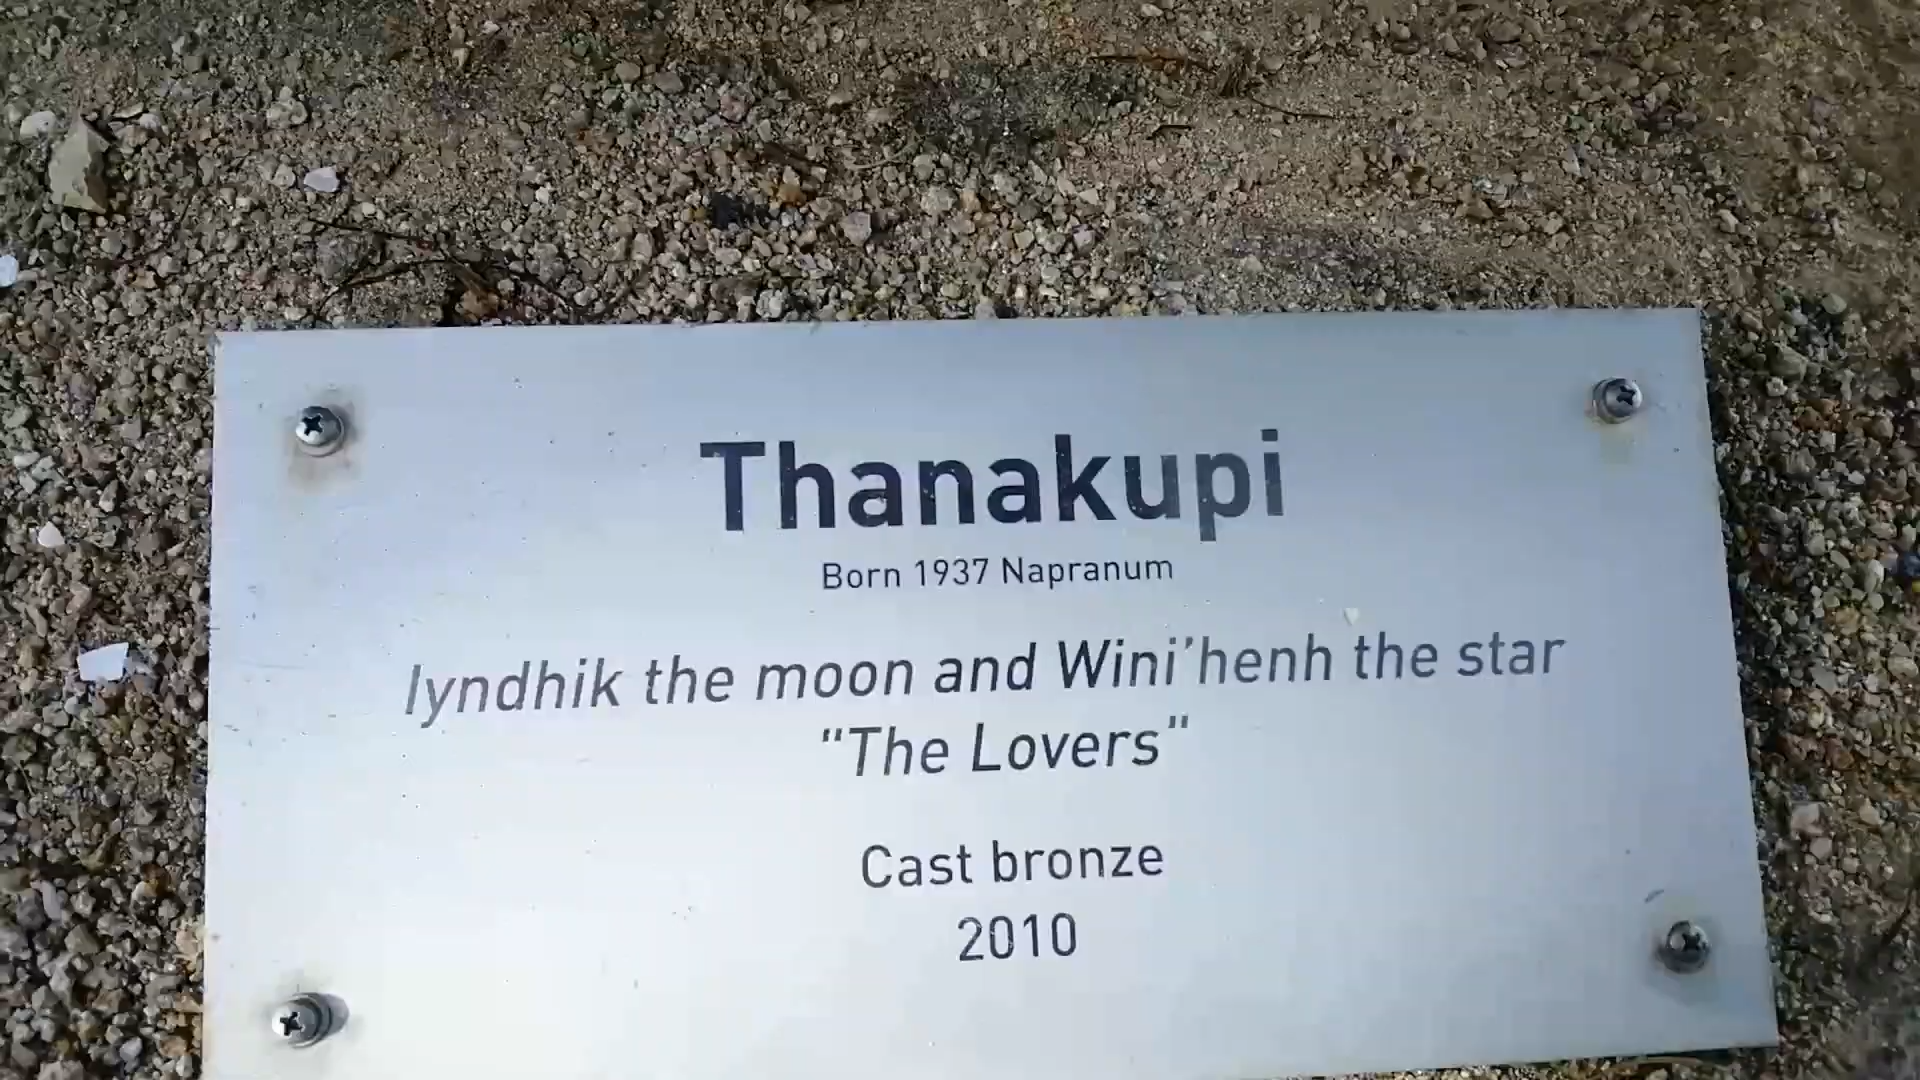 Thanakupi
Born 1937 Napranum
Iyndhik the moon and Wini'henh the star
"The Lovers"
Cast bronze
2010